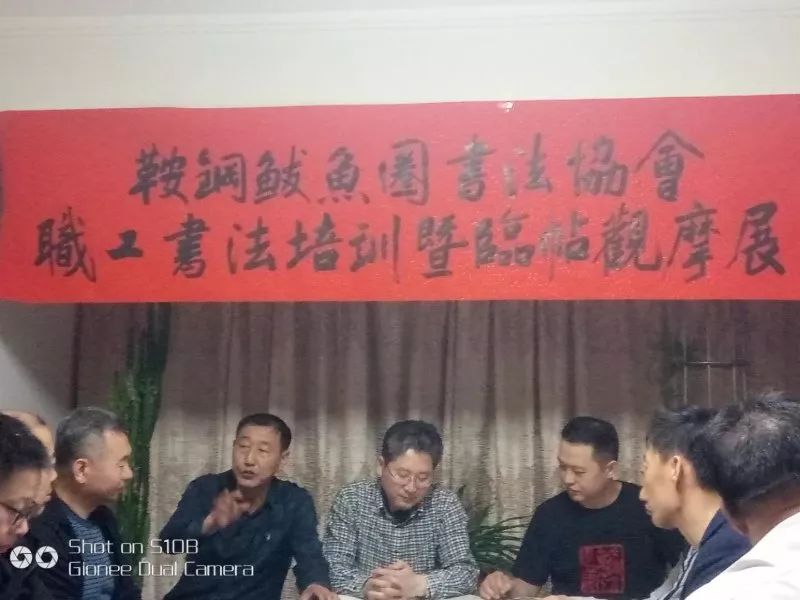 鞍鋼鲅魚圈書法協會
職工書法培訓暨臨帖觀摩展
Shot on S10B
Gionee Dual Camera